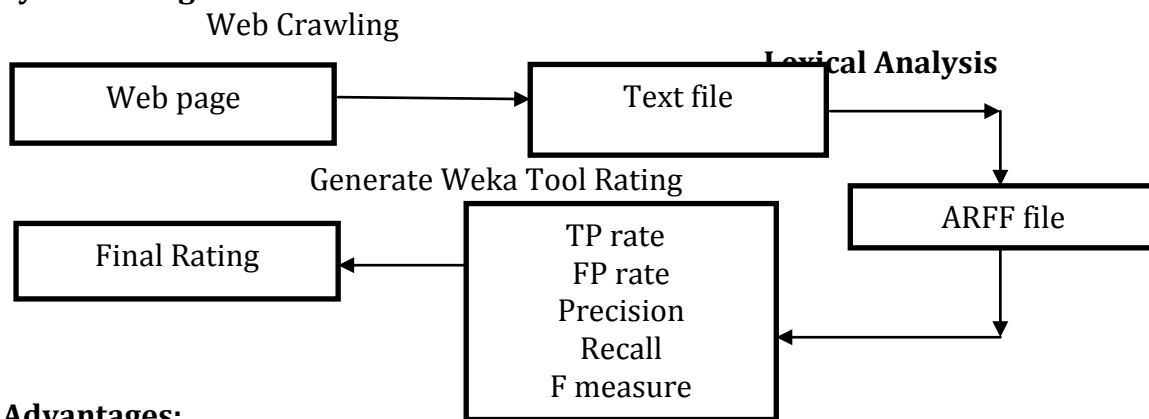 Web Crawling
Lexical Analysis
Web page
Text file
Generate Weka Tool Rating
ARFF file
Final Rating
TP rate
FP rate
Precision
Recall
F measure
Advantages: